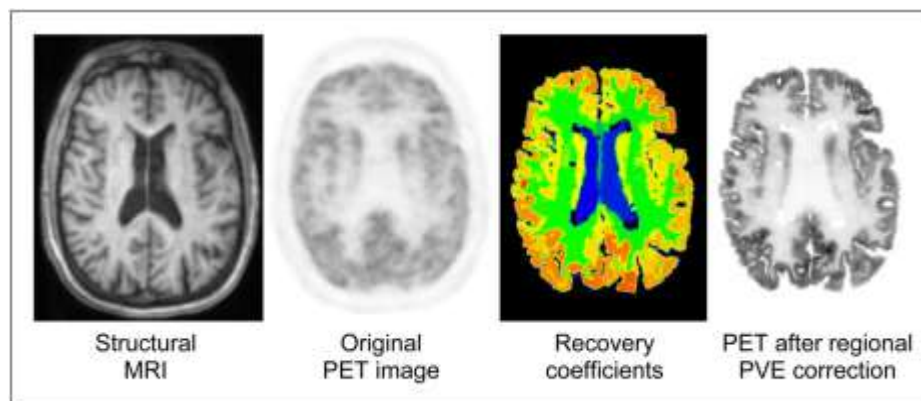 Structural
MRI
Original
PET image
Recovery
coefficients
PET after regional
PVE correction